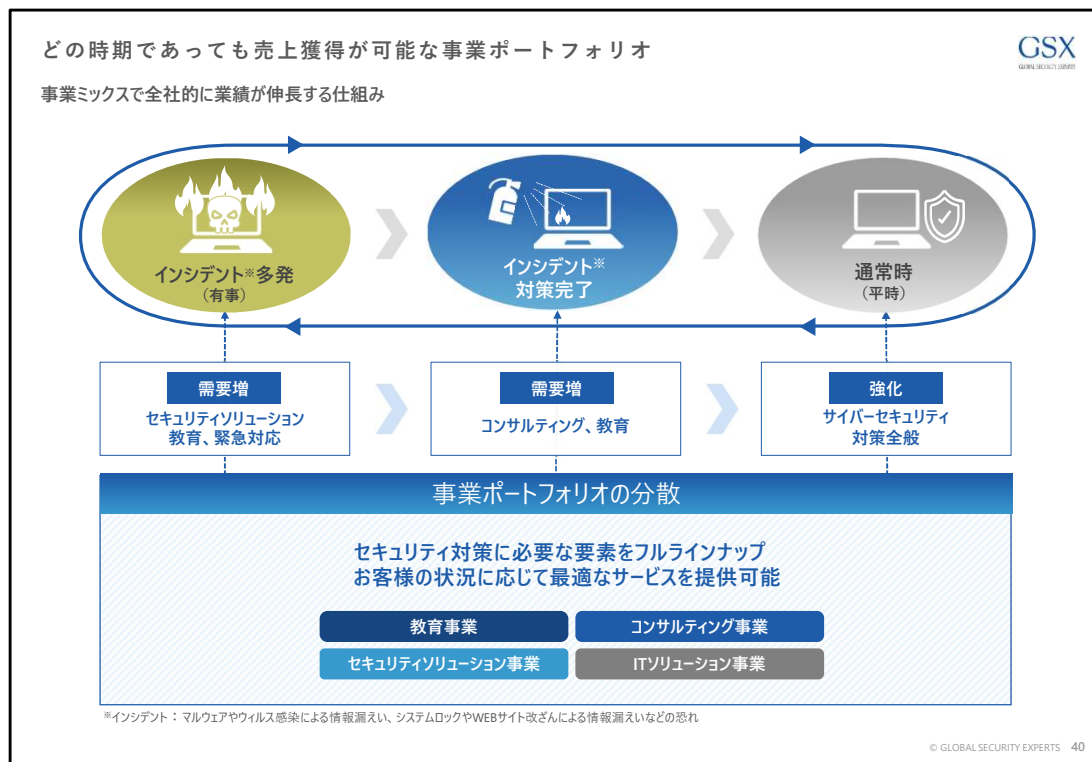 どの時期であっても売上獲得が可能な事業ポートフォリオ
GSX
GLOBAL SECURITY EXPERTS
事業ミックスで全社的に業績が伸長する仕組み
インシデント※多発
（有事）
インシデント※
対策完了
通常時
（平時）
需要増
セキュリティソリューション
教育、緊急対応
需要増
コンサルティング、教育
強化
サイバーセキュリティ
対策全般
事業ポートフォリオの分散
セキュリティ対策に必要な要素をフルラインナップ
お客様の状況に応じて最適なサービスを提供可能
教育事業
コンサルティング事業
セキュリティソリューション事業
ITソリューション事業
※インシデント：マルウェアやウィルス感染による情報漏えい、システムロックやWEBサイト改ざんによる情報漏えいなどの恐れ
© GLOBAL SECURITY EXPERTS 40